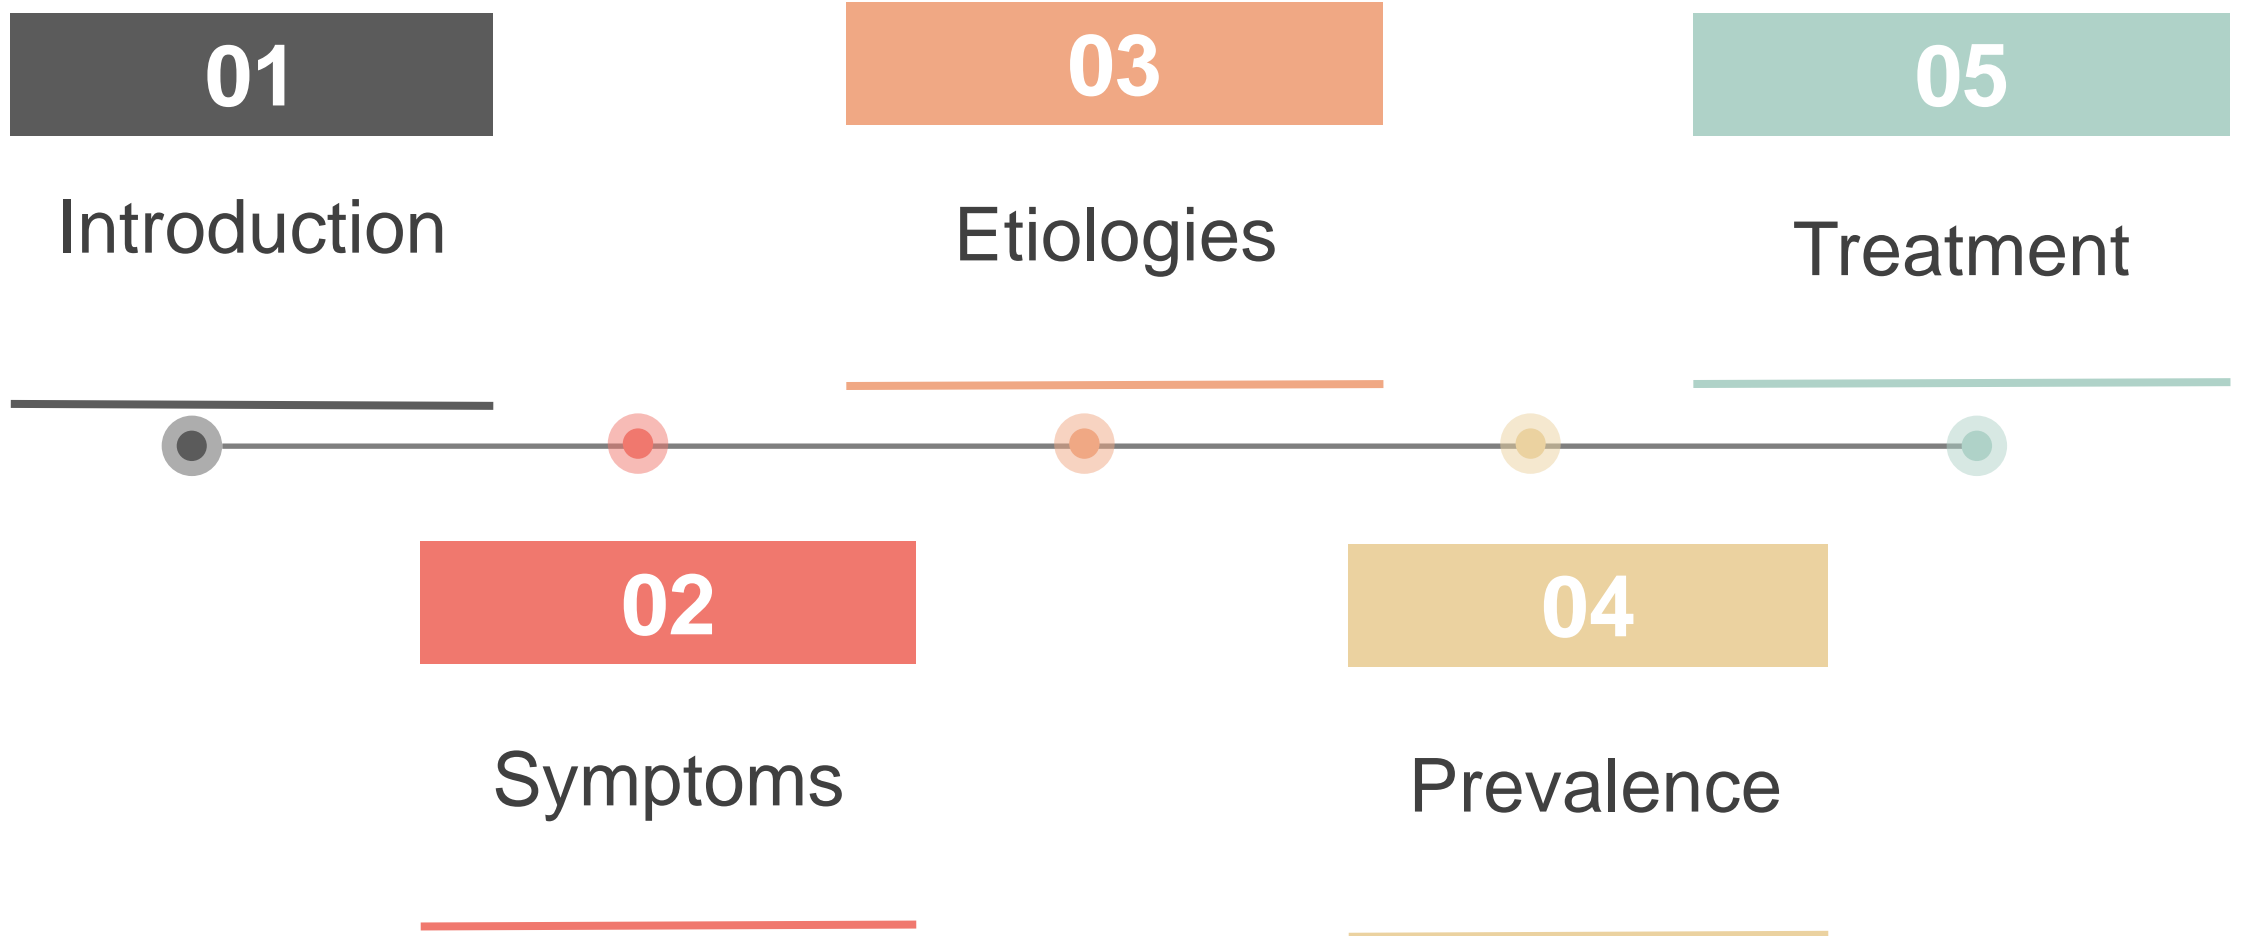 01
Introduction
02
Symptoms
03
Etiologies
04
Prevalence
05
Treatment